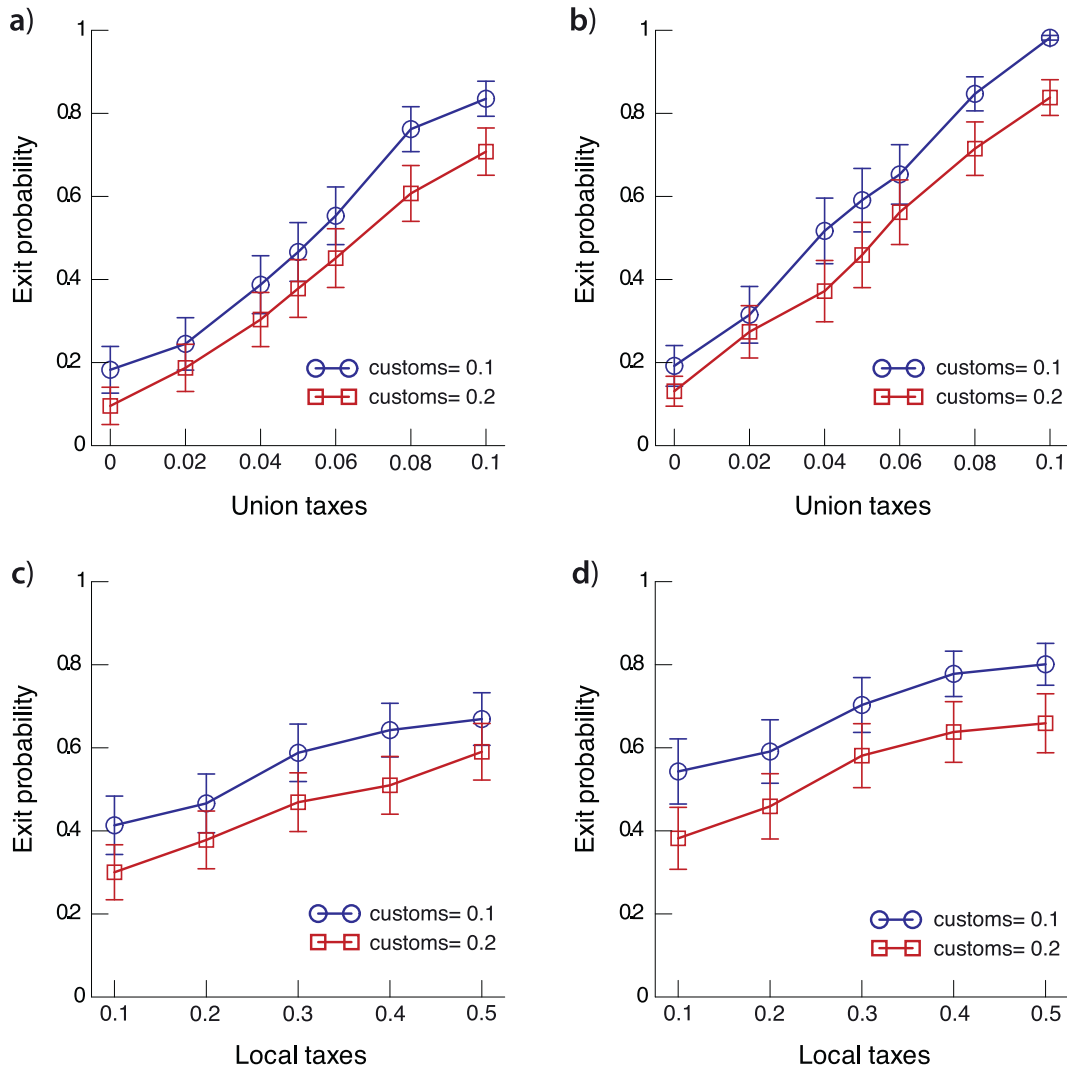 a)
1
0.8
0.6
0.4
0.2
0
Exit probability
customs= 0.1
customs= 0.2
0 0.02 0.04 0.06 0.08 0.1
Union taxes
b)
1
0.8
0.6
0.4
0.2
0
Exit probability
customs= 0.1
customs= 0.2
0 0.02 0.04 0.06 0.08 0.1
Union taxes
c)
1
0.8
0.6
0.4
0.2
0
Exit probability
customs= 0.1
customs= 0.2
0.1 0.2 0.3 0.4 0.5
Local taxes
d)
1
0.8
0.6
0.4
0.2
0
Exit probability
customs= 0.1
customs= 0.2
0.1 0.2 0.3 0.4 0.5
Local taxes